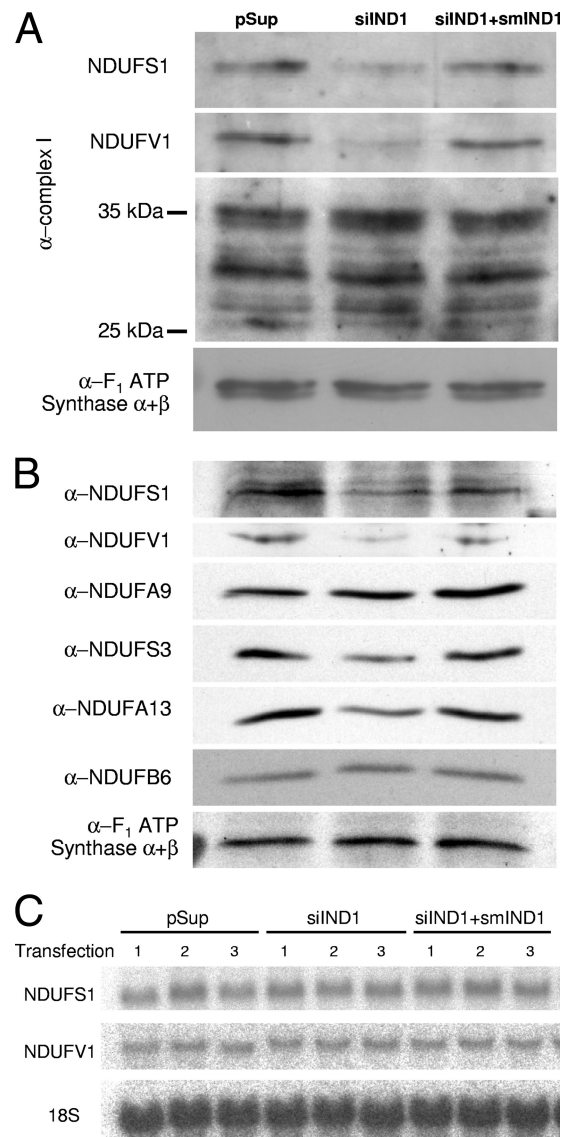 A
pSup siIND1 siIND1+smIND1
NDUFS1
NDUFV1
α–complex I
35 kDa
25 kDa
α–F₁ ATP
Synthase α+β
B
α–NDUFS1
α–NDUFV1
α–NDUFA9
α–NDUFS3
α–NDUFA13
α–NDUFB6
α–F₁ ATP
Synthase α+β
C
pSup siIND1 siIND1+smIND1
Transfection 1 2 3 1 2 3 1 2 3
NDUFS1
NDUFV1
18S